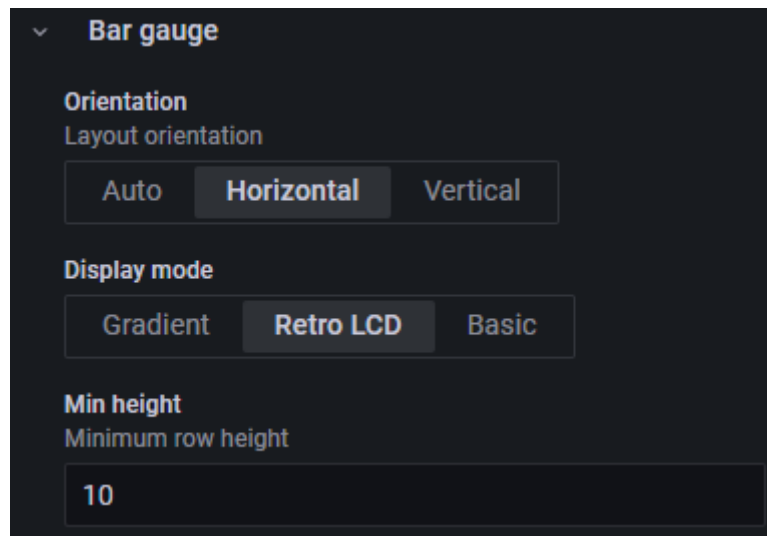 Bar gauge
Orientation
Layout orientation
Auto Horizontal Vertical
Display mode
Gradient Retro LCD Basic
Min height
Minimum row height
10